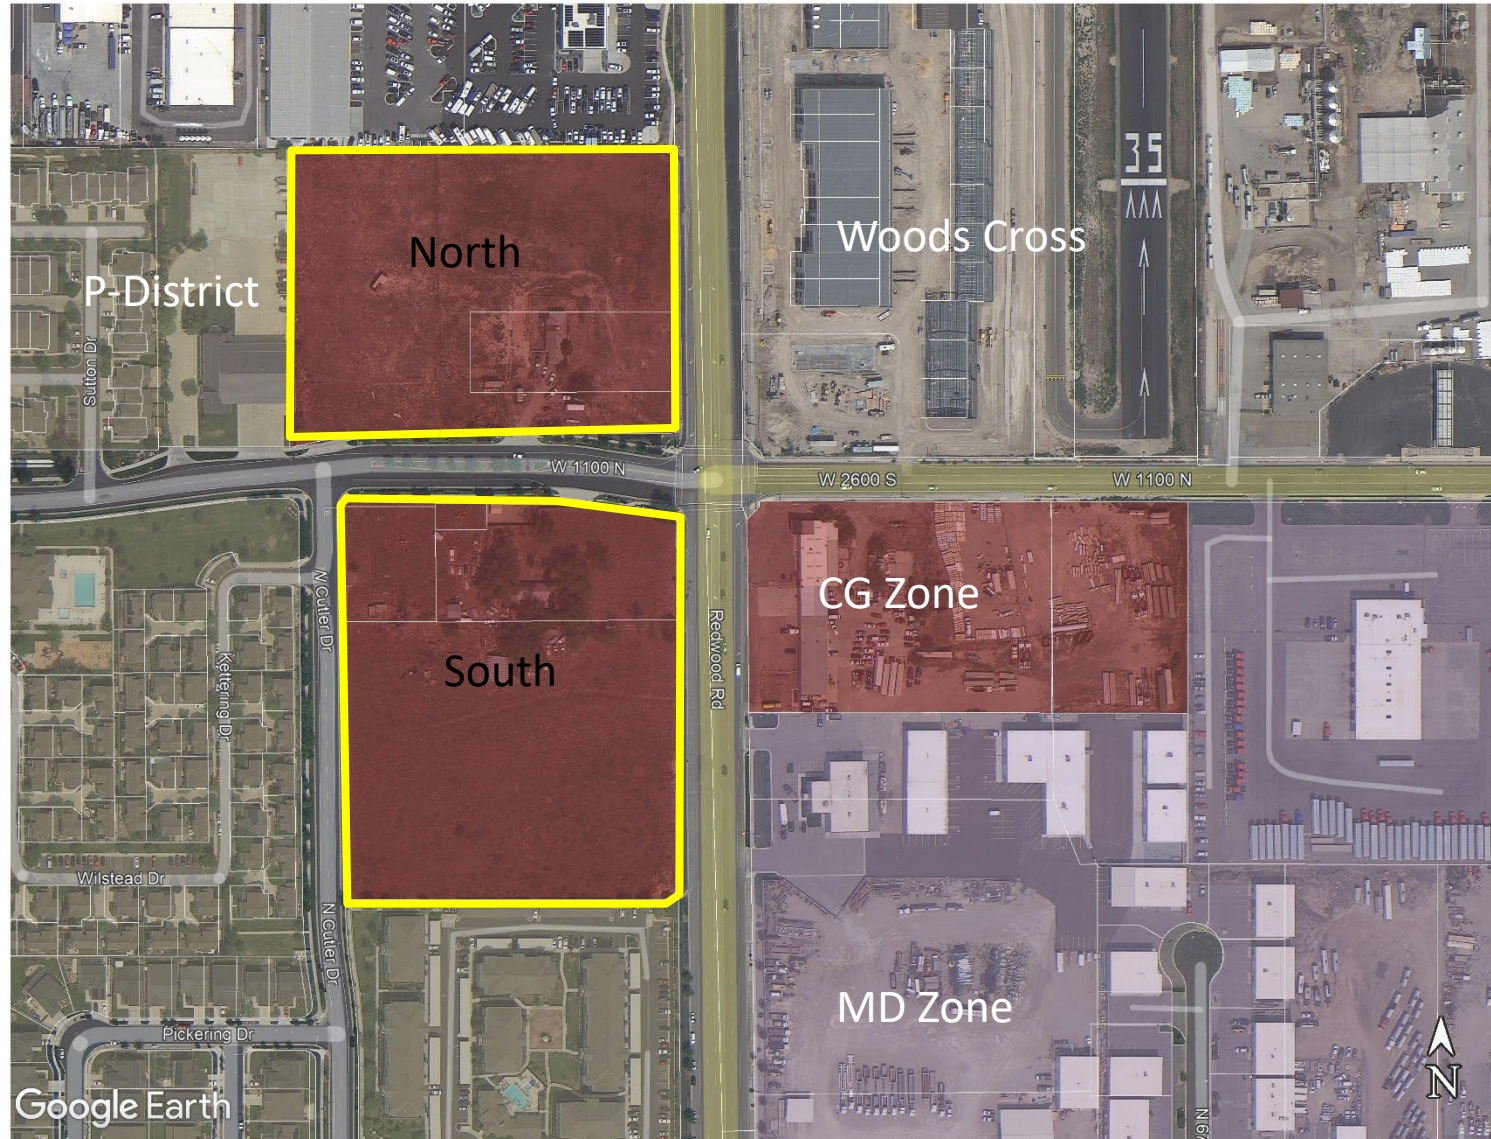 35
North
Woods Cross
P-District
Sutton Dr
W 1100 N
W 2600 S
W 1100 N
N Cutler Dr
CG Zone
Redwood Rd
South
Kettering Dr
Wilstead Dr
N Cutler Dr
MD Zone
Pickering Dr
N
Google Earth